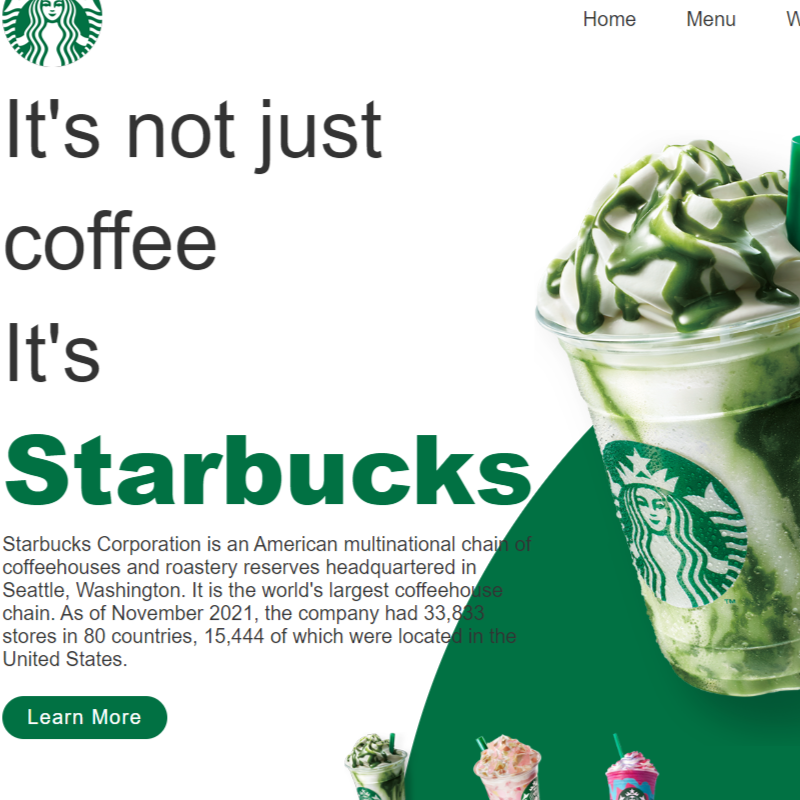 Home Menu W
It's not just
coffee
It's
Starbucks
Starbucks Corporation is an American multinational chain of
coffeehouses and roastery reserves headquartered in
Seattle, Washington. It is the world's largest coffeehouse
chain. As of November 2021, the company had 33,833
stores in 80 countries, 15,444 of which were located in the
United States.
Learn More
TM